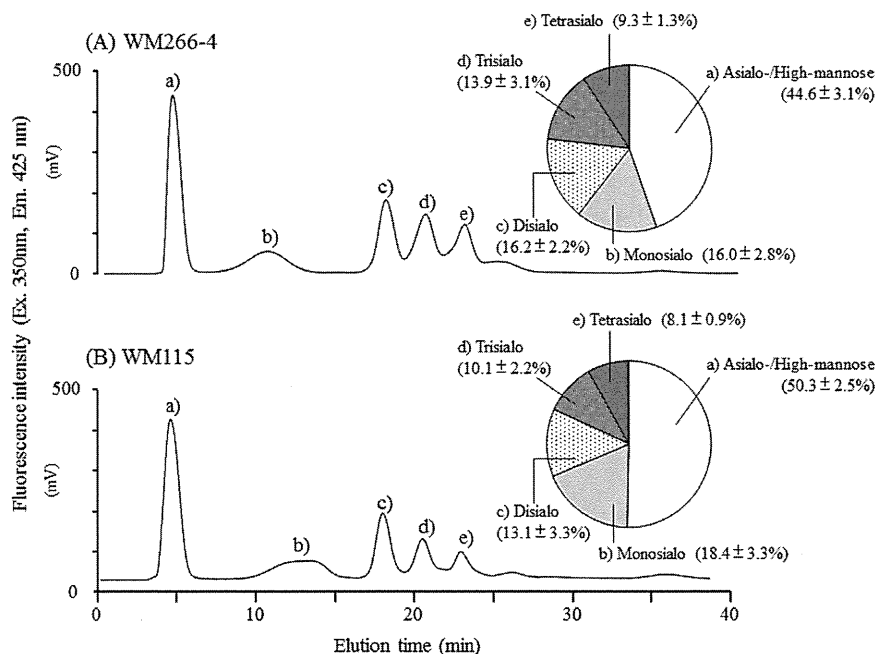 (A) WM266-4
500
(mV)
0
a)
b)
c)
d)
e)
e) Tetrasialo (9.3 ± 1.3%)
d) Trisialo
(13.9 ± 3.1%)
a) Asialo-/High-mannose
(44.6 ± 3.1%)
c) Disialo
(16.2 ± 2.2%)
b) Monosialo (16.0 ± 2.8%)
Fluorescence intensity (Ex. 350nm, Em. 425 nm)
(B) WM115
500
(mV)
0
a)
b)
c)
d)
e)
e) Tetrasialo (8.1 ± 0.9%)
d) Trisialo
(10.1 ± 2.2%)
a) Asialo-/High-mannose
(50.3 ± 2.5%)
c) Disialo
(13.1 ± 3.3%)
b) Monosialo (18.4 ± 3.3%)
0 10 20 30 40
Elution time (min)